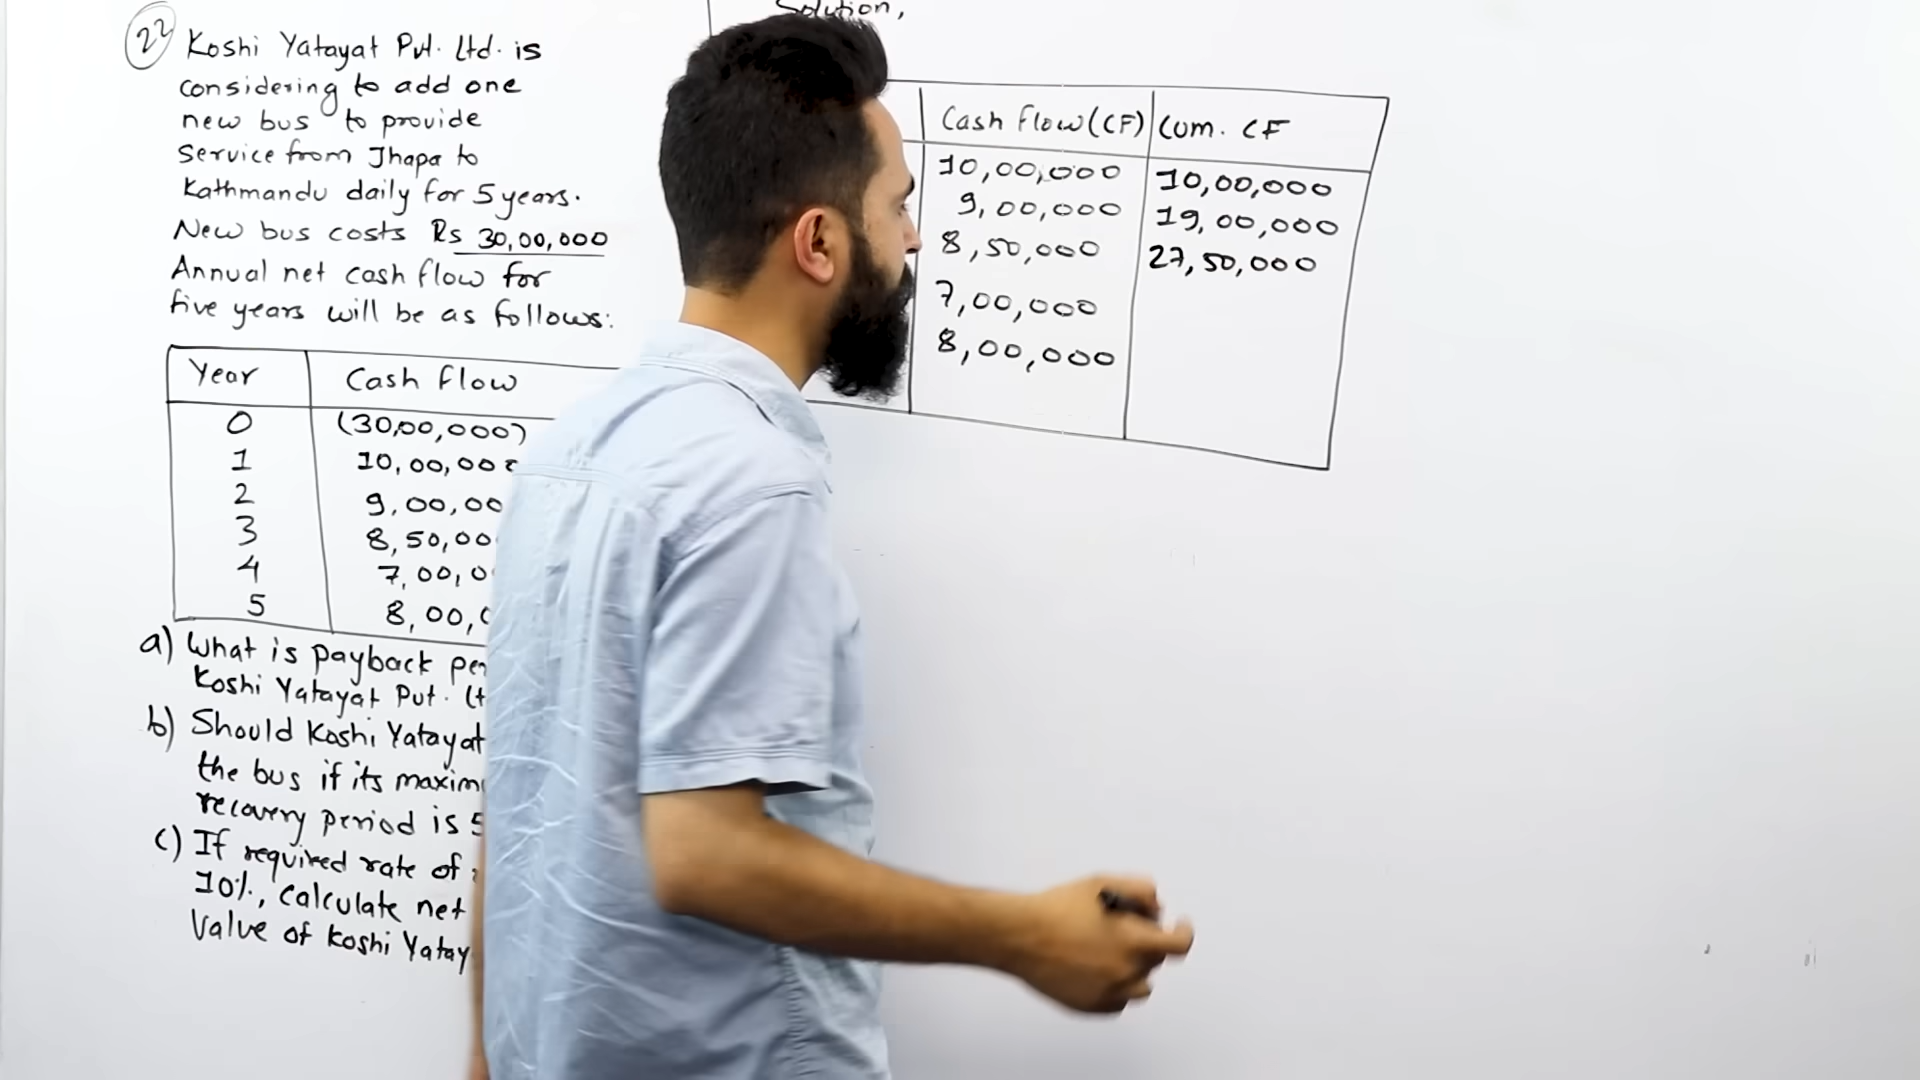 22
Koshi Yatayat Pvt. Ltd. is
considering to add one
new bus to provide
Service from Jhapa to
Kathmandu daily for 5 years.
New bus costs Rs 30,00,000
Annual net cash flow for
five years will be as follows:
Year Cash flow
0 (30,00,000)
1 10,00,00
2 9,00,00
3 8,50,00
4 7,00,0
5 8,00,
a) What is payback
Koshi Yatayat Pvt.
b) Should Koshi Yatayat
the bus if its
recovery period is 5
c) If required rate of
10%, calculate net
Value of Koshi
Solution,
Cash flow (CF) Cum. CF
10,00,000 10,00,000
9,00,000 19,00,000
8,50,000 27,50,000
7,00,000
8,00,000